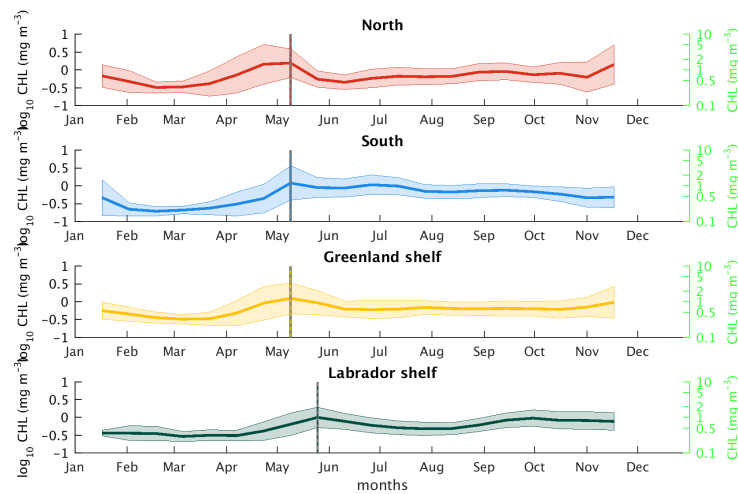 North
log10 CHL (mg m−3)
1
0.5
0
−0.5
−1
10
5
2
1
0.5
0.1
CHL (mg m−3)
Jan Feb Mar Apr May Jun Jul Aug Sep Oct Nov Dec
South
log10 CHL (mg m−3)
1
0.5
0
−0.5
−1
10
5
2
1
0.5
0.1
CHL (mg m−3)
Jan Feb Mar Apr May Jun Jul Aug Sep Oct Nov Dec
Greenland shelf
log10 CHL (mg m−3)
1
0.5
0
−0.5
−1
10
5
2
1
0.5
0.1
CHL (mg m−3)
Jan Feb Mar Apr May Jun Jul Aug Sep Oct Nov Dec
Labrador shelf
log10 CHL (mg m−3)
1
0.5
0
−0.5
−1
10
5
2
1
0.5
0.1
CHL (mg m−3)
Jan Feb Mar Apr May Jun Jul Aug Sep Oct Nov Dec
months